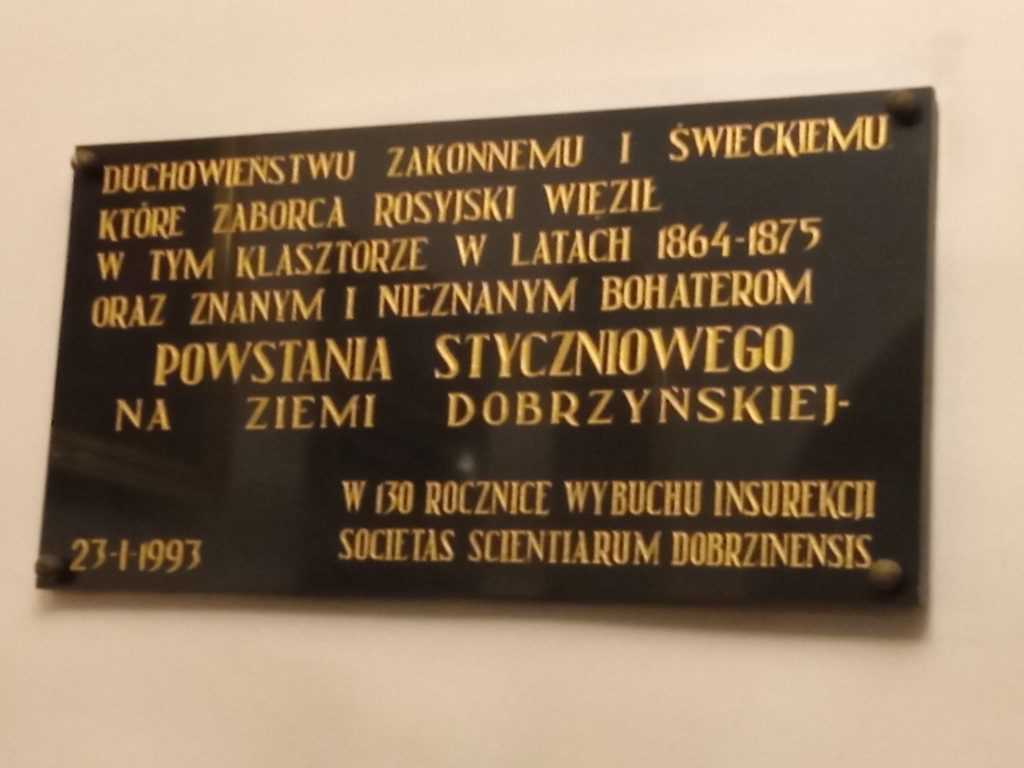 DUCHOWIEŃSTWU ZAKONNEMU I ŚWIECKIEMU
KTÓRE ZABORCA ROSYJSKI WIĘZIŁ
W TYM KLASZTORZE W LATACH 1864-1875
ORAZ ZNANYM I NIEZNANYM BOHATEROM
POWSTANIA STYCZNIOWEGO
NA ZIEMI DOBRZYŃSKIEJ-
W 130 ROCZNICE WYBUCHU INSUREKCJI
23-I-1993 SOCIETAS SCIENTIARUM DOBRZINENSIS